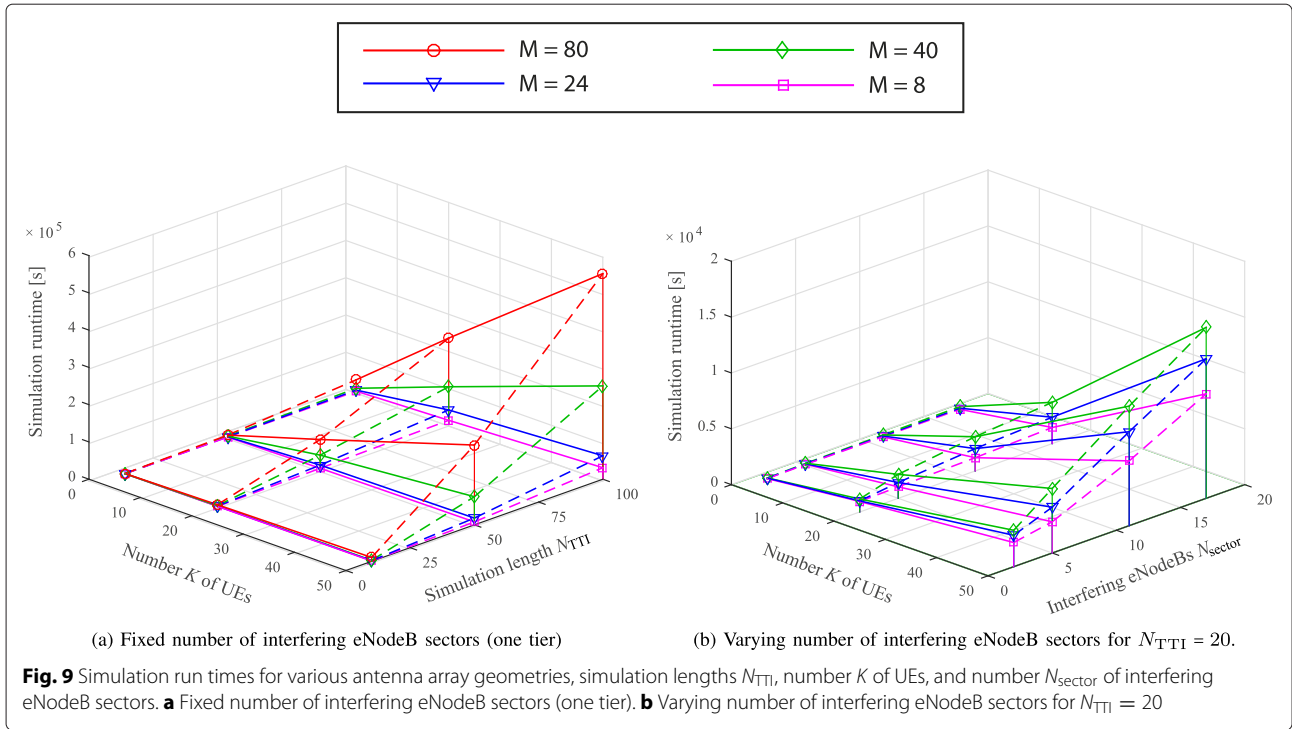 M = 80
M = 40
M = 24
M = 8
× 10^5
6
5
4
3
2
1
0
Simulation runtime [s]
0
10
20
30
40
50
Number K of UEs
0
25
50
75
100
Simulation length N_TTI
(a) Fixed number of interfering eNodeB sectors (one tier)
× 10^4
2
1.5
1
0.5
0
Simulation runtime [s]
0
10
20
30
40
50
Number K of UEs
0
5
10
15
20
Interfering eNodeBs N_sector
(b) Varying number of interfering eNodeB sectors for N_TTI = 20.
Fig. 9 Simulation run times for various antenna array geometries, simulation lengths N_TTI, number K of UEs, and number N_sector of interfering
eNodeB sectors. a Fixed number of interfering eNodeB sectors (one tier). b Varying number of interfering eNodeB sectors for N_TTI = 20